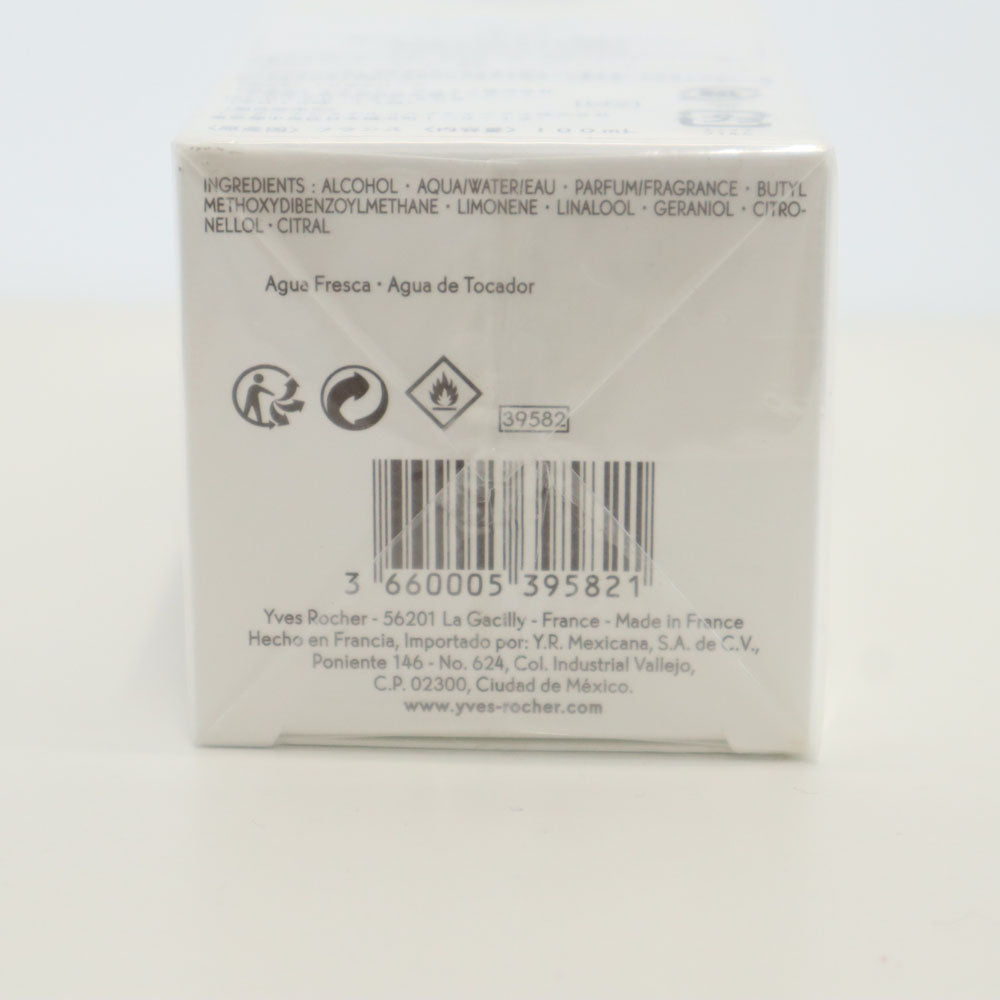 100mL
INGREDIENTS : ALCOHOL • AQUA/WATER/EAU • PARFUM/FRAGRANCE • BUTYL
METHOXYDIBENZOYLMETHANE • LIMONENE • LINALOOL • GERANIOL • CITRO-
NELLOL • CITRAL
Agua Fresca • Agua de Tocador
39582
3 660005 395821
Yves Rocher - 56201 La Gacilly - France - Made in France
Hecho en Francia, Importado por: Y.R. Mexicana, S.A. de C.V.,
Poniente 146 - No. 624, Col. Industrial Vallejo,
C.P. 02300, Ciudad de México.
www.yves-rocher.com